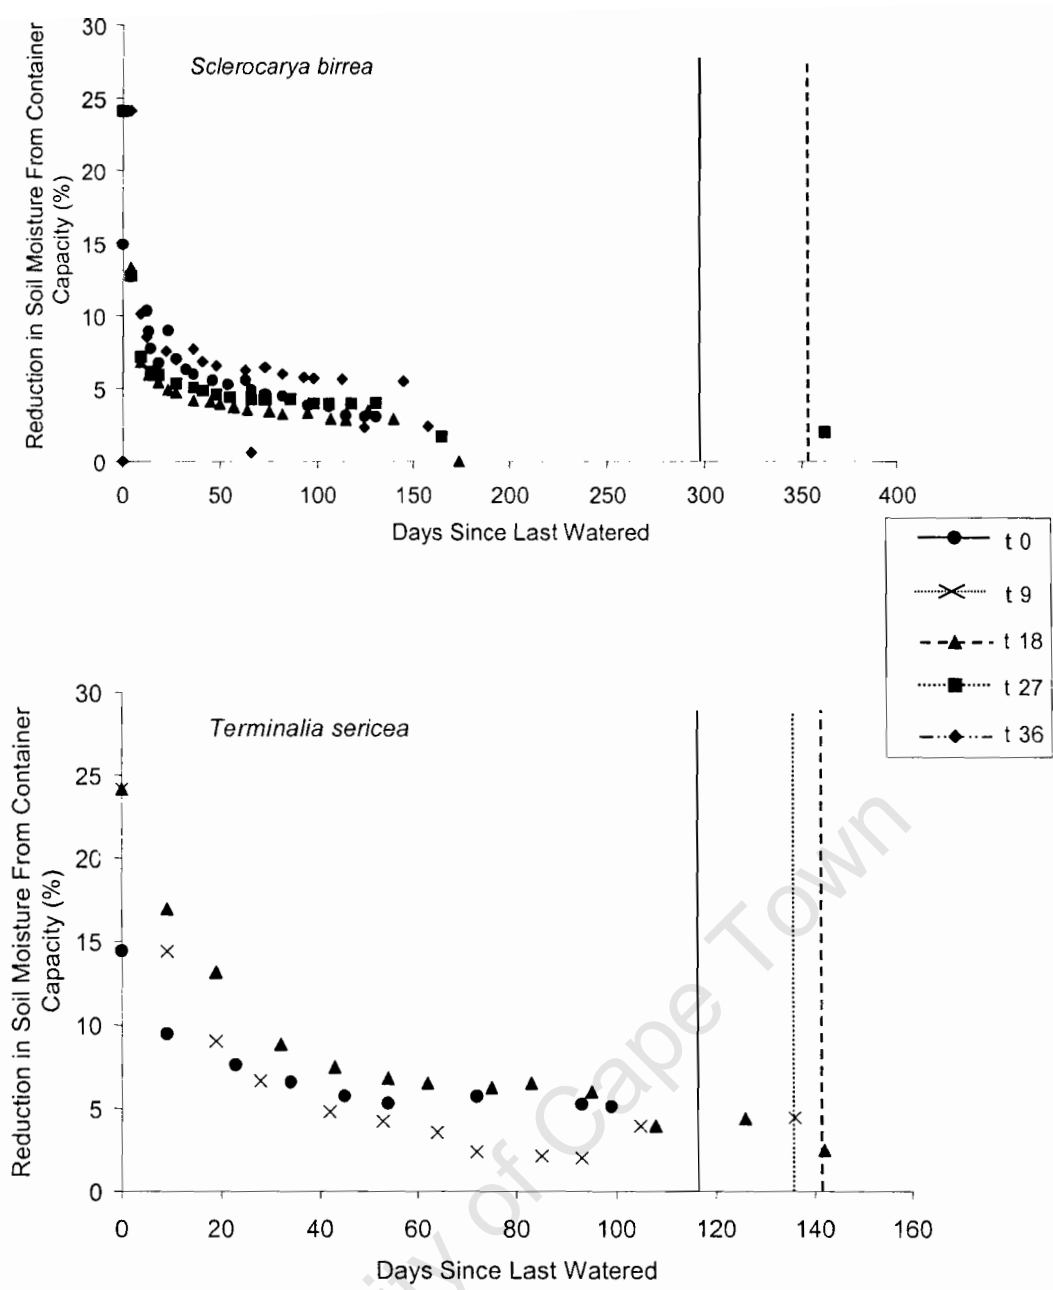 Reduction in Soil Moisture From Container
Capacity (%)
30
25
20
15
10
5
0
Sclerocarya birrea
0 50 100 150 200 250 300 350 400
Days Since Last Watered
t 0
t 9
t 18
t 27
t 36
Reduction in Soil Moisture From Container
Capacity (%)
30
25
20
15
10
5
0
Terminalia sericea
0 20 40 60 80 100 120 140 160
Days Since Last Watered
of Cape Town